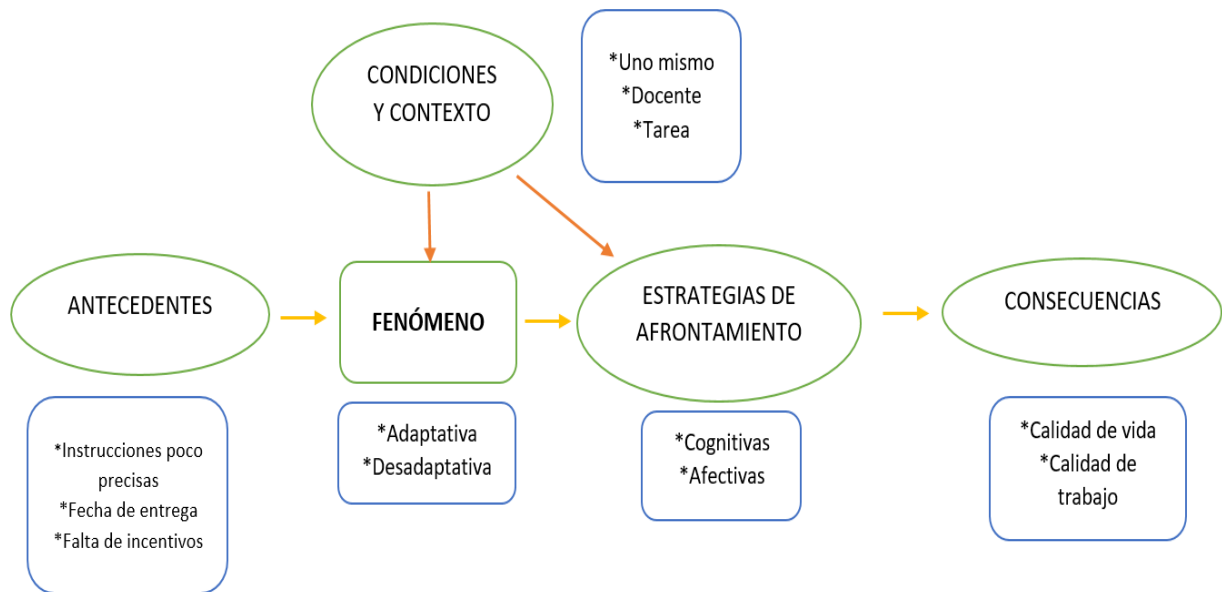 CONDICIONES
Y CONTEXTO
*Uno mismo
*Docente
*Tarea
ANTECEDENTES
FENÓMENO
ESTRATEGIAS DE
AFRONTAMIENTO
CONSECUENCIAS
*Instrucciones poco
precisas
*Fecha de entrega
*Falta de incentivos
*Adaptativa
*Desadaptativa
*Cognitivas
*Afectivas
*Calidad de vida
*Calidad de
trabajo